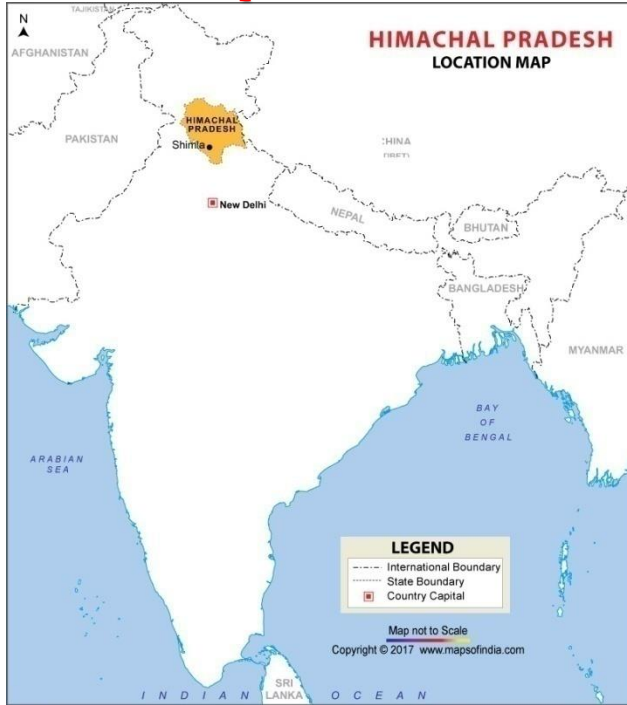 N
TAJIKISTAN
AFGHANISTAN
HIMACHAL PRADESH
LOCATION MAP
HIMACHAL
PRADESH
PAKISTAN
Shimla
New Delhi
NEPAL
BHUTAN
BANGLADESH
MYANMAR
ARABIAN
SEA
BAY
OF
BENGAL
LEGEND
International Boundary
State Boundary
Country Capital
Map not to Scale
Copyright © 2017 www.mapsofindia.com
SRI
LANKA
INDIAN OCEAN